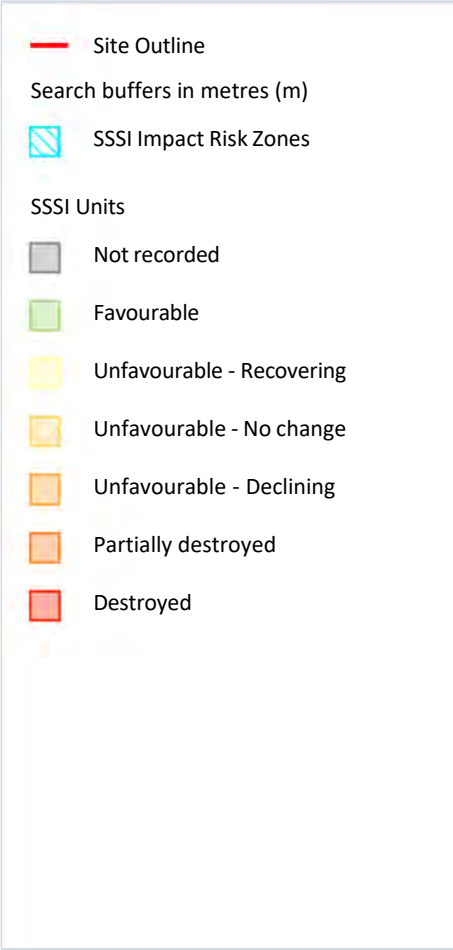 Site Outline
Search buffers in metres (m)
SSSI Impact Risk Zones
SSSI Units
Not recorded
Favourable
Unfavourable - Recovering
Unfavourable - No change
Unfavourable - Declining
Partially destroyed
Destroyed